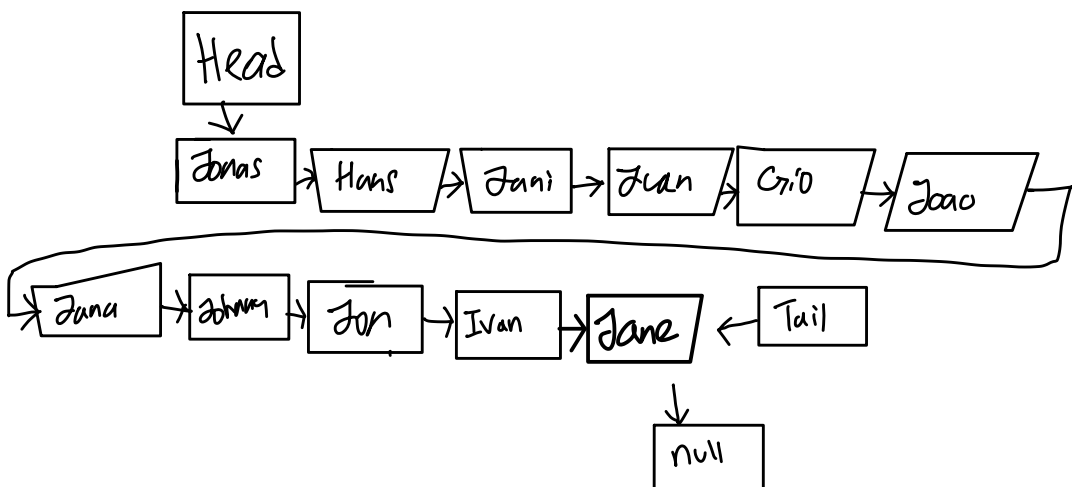 Head
Jonas Hans Jani Juan Gio Joao
Jana Johnny Jon Ivan Jane Tail
null